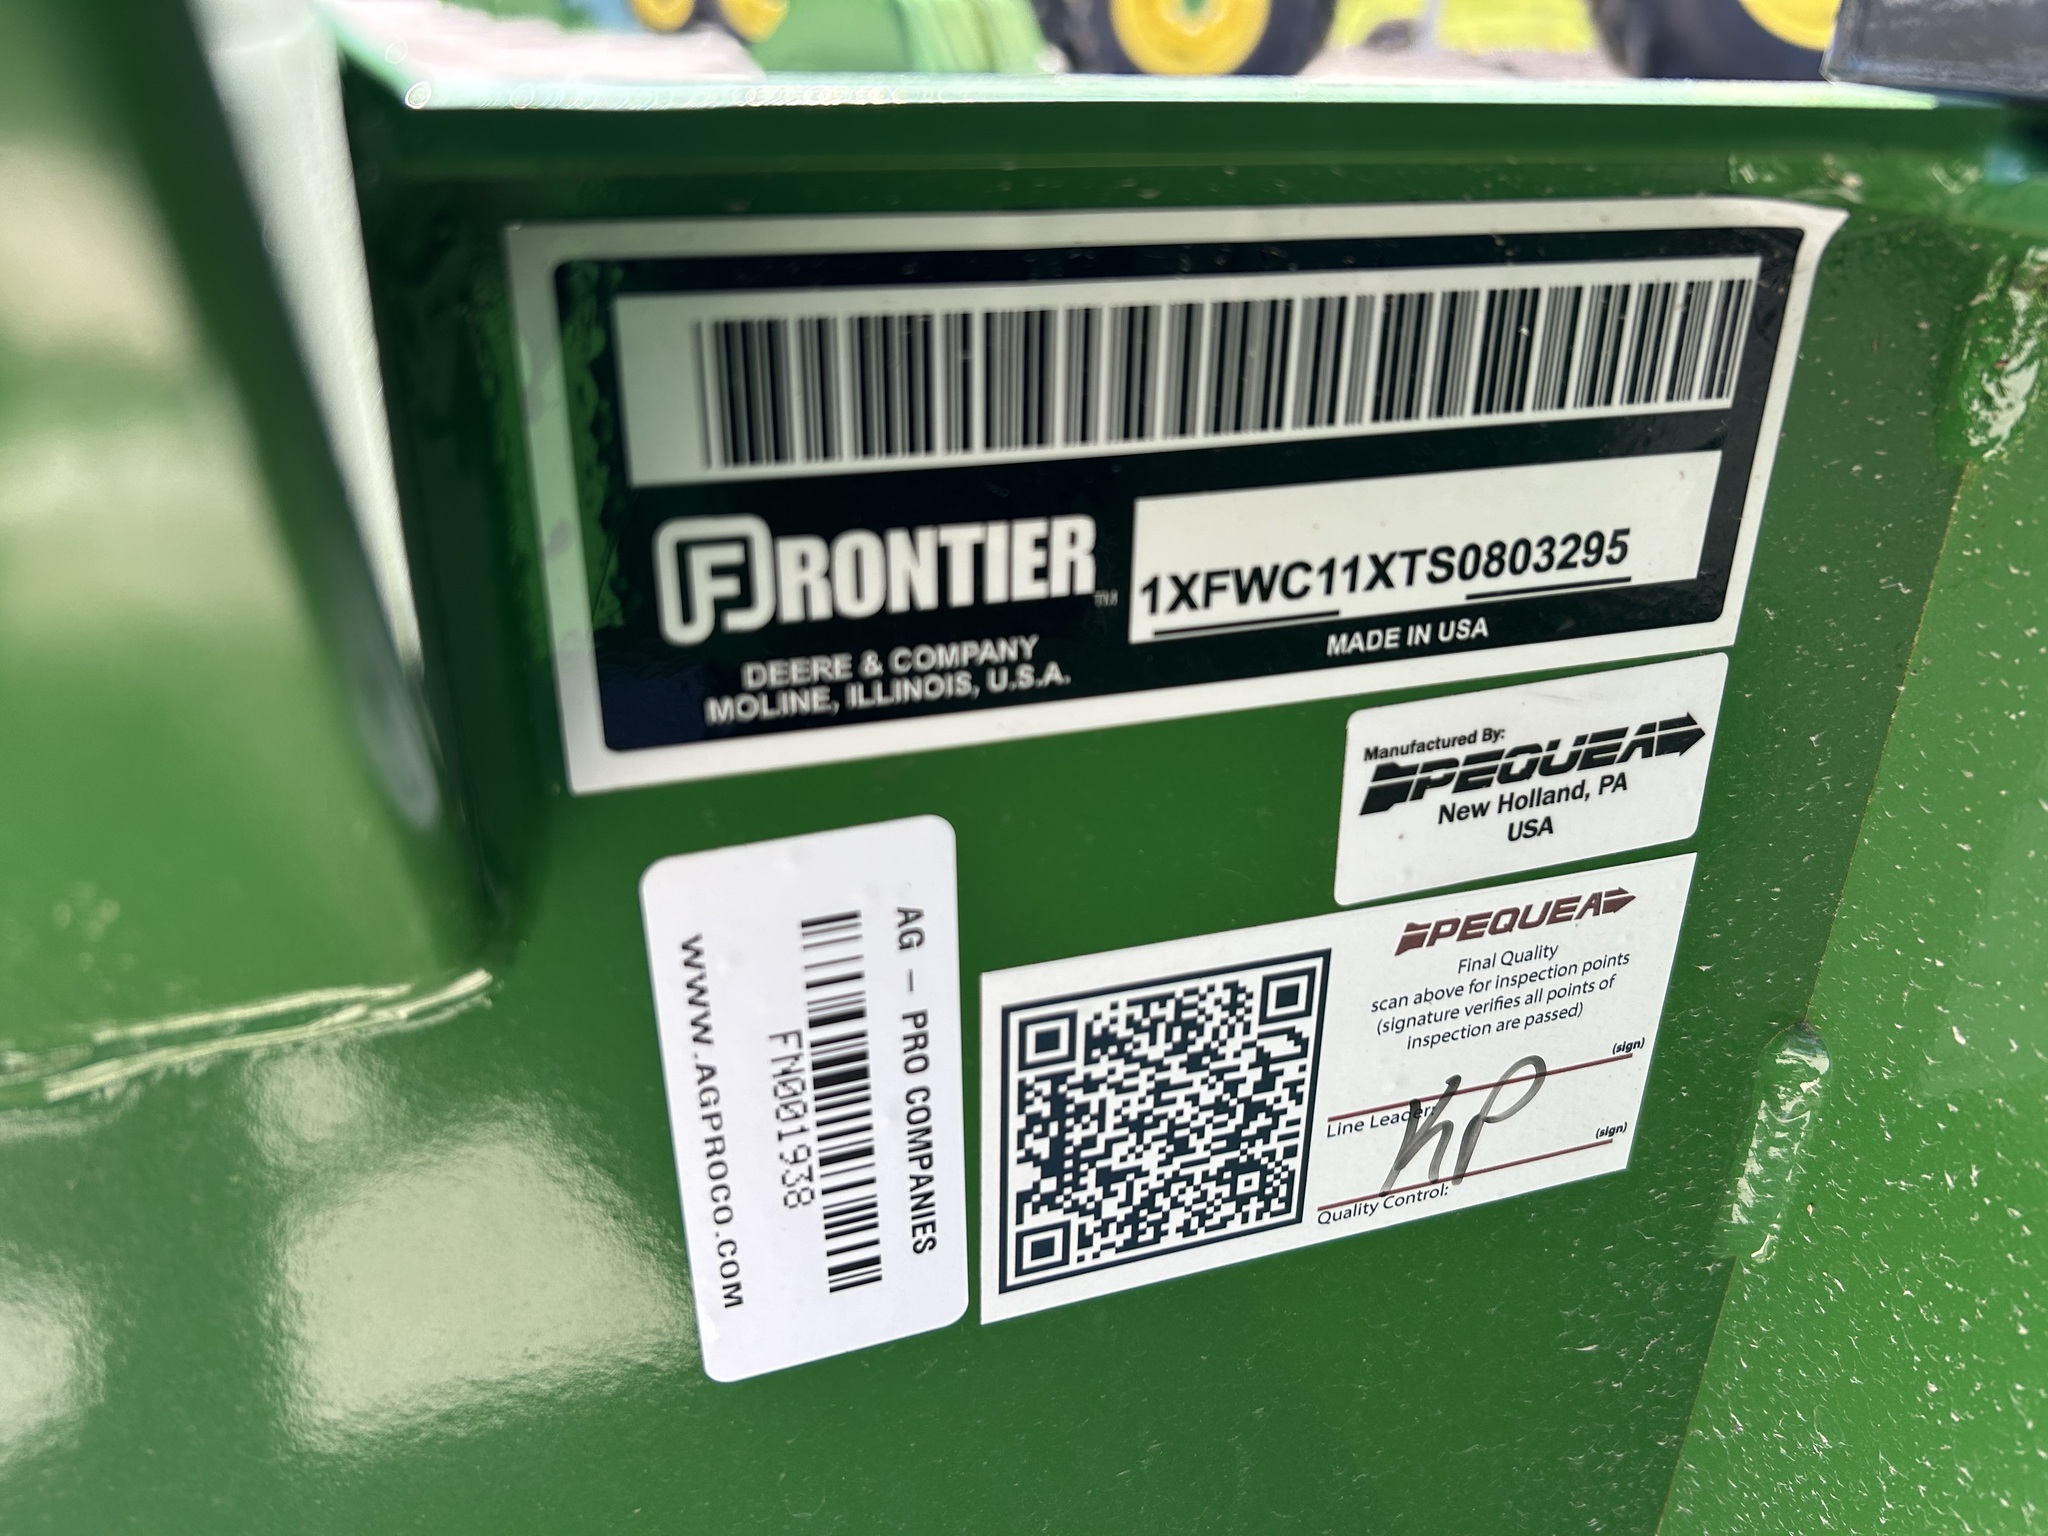 FRONTIER™
1XFWC11XTS0803295
DEERE & COMPANY
MOLINE, ILLINOIS, U.S.A.
MADE IN USA
Manufactured By:
PEQUEA
New Holland, PA
USA
AG - PRO COMPANIES
FN001938
WWW.AGPROCO.COM
PEQUEA
Final Quality
scan above for inspection points
(signature verifies all points of
inspection are passed)
(sign)
Line Leader:
KP
(sign)
Quality Control: